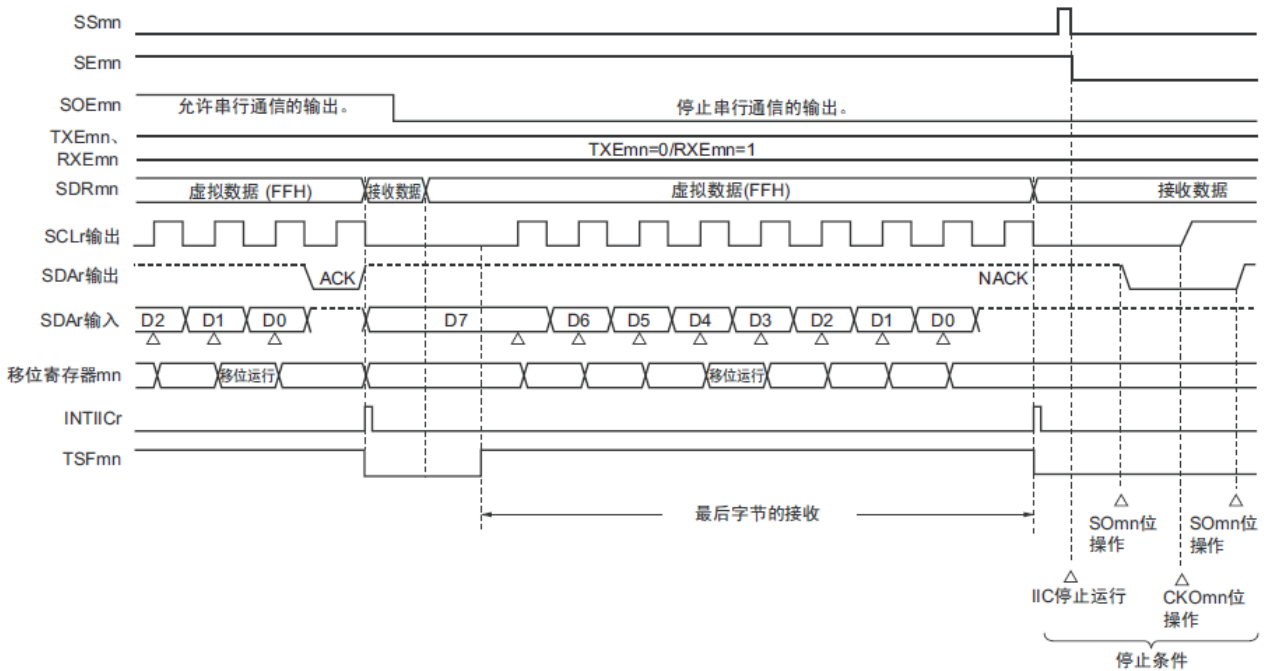 SSmn
SEmn
SOEmn 允许串行通信的输出。 停止串行通信的输出。
TXEmn、
RXEmn TXEmn=0/RXEmn=1
SDRmn 虚拟数据 (FFH) 接收数据 虚拟数据(FFH) 接收数据
SCLr输出
SDAr输出 ACK NACK
SDAr输入 D2 D1 D0 D7 D6 D5 D4 D3 D2 D1 D0
移位寄存器mn 移位运行 移位运行
INTIICr
TSFmn
最后字节的接收
SOmn位 SOmn位
操作 操作
IIC停止运行 CKOmn位
操作
停止条件